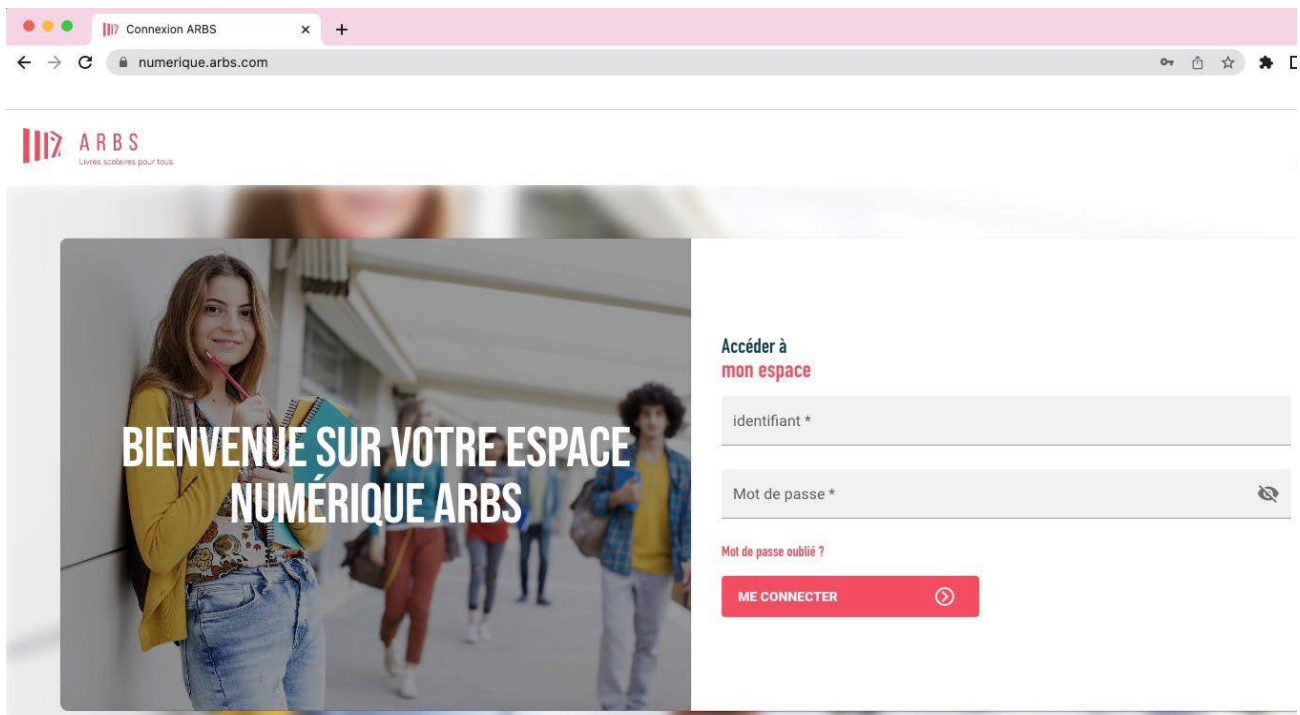 Connexion ARBS
numerique.arbs.com
ARBS
Livres scolaires pour tous
Accéder à
mon espace
identifiant *
BIENVENUE SUR VOTRE ESPACE
NUMÉRIQUE ARBS
Mot de passe *
Mot de passe oublié ?
ME CONNECTER